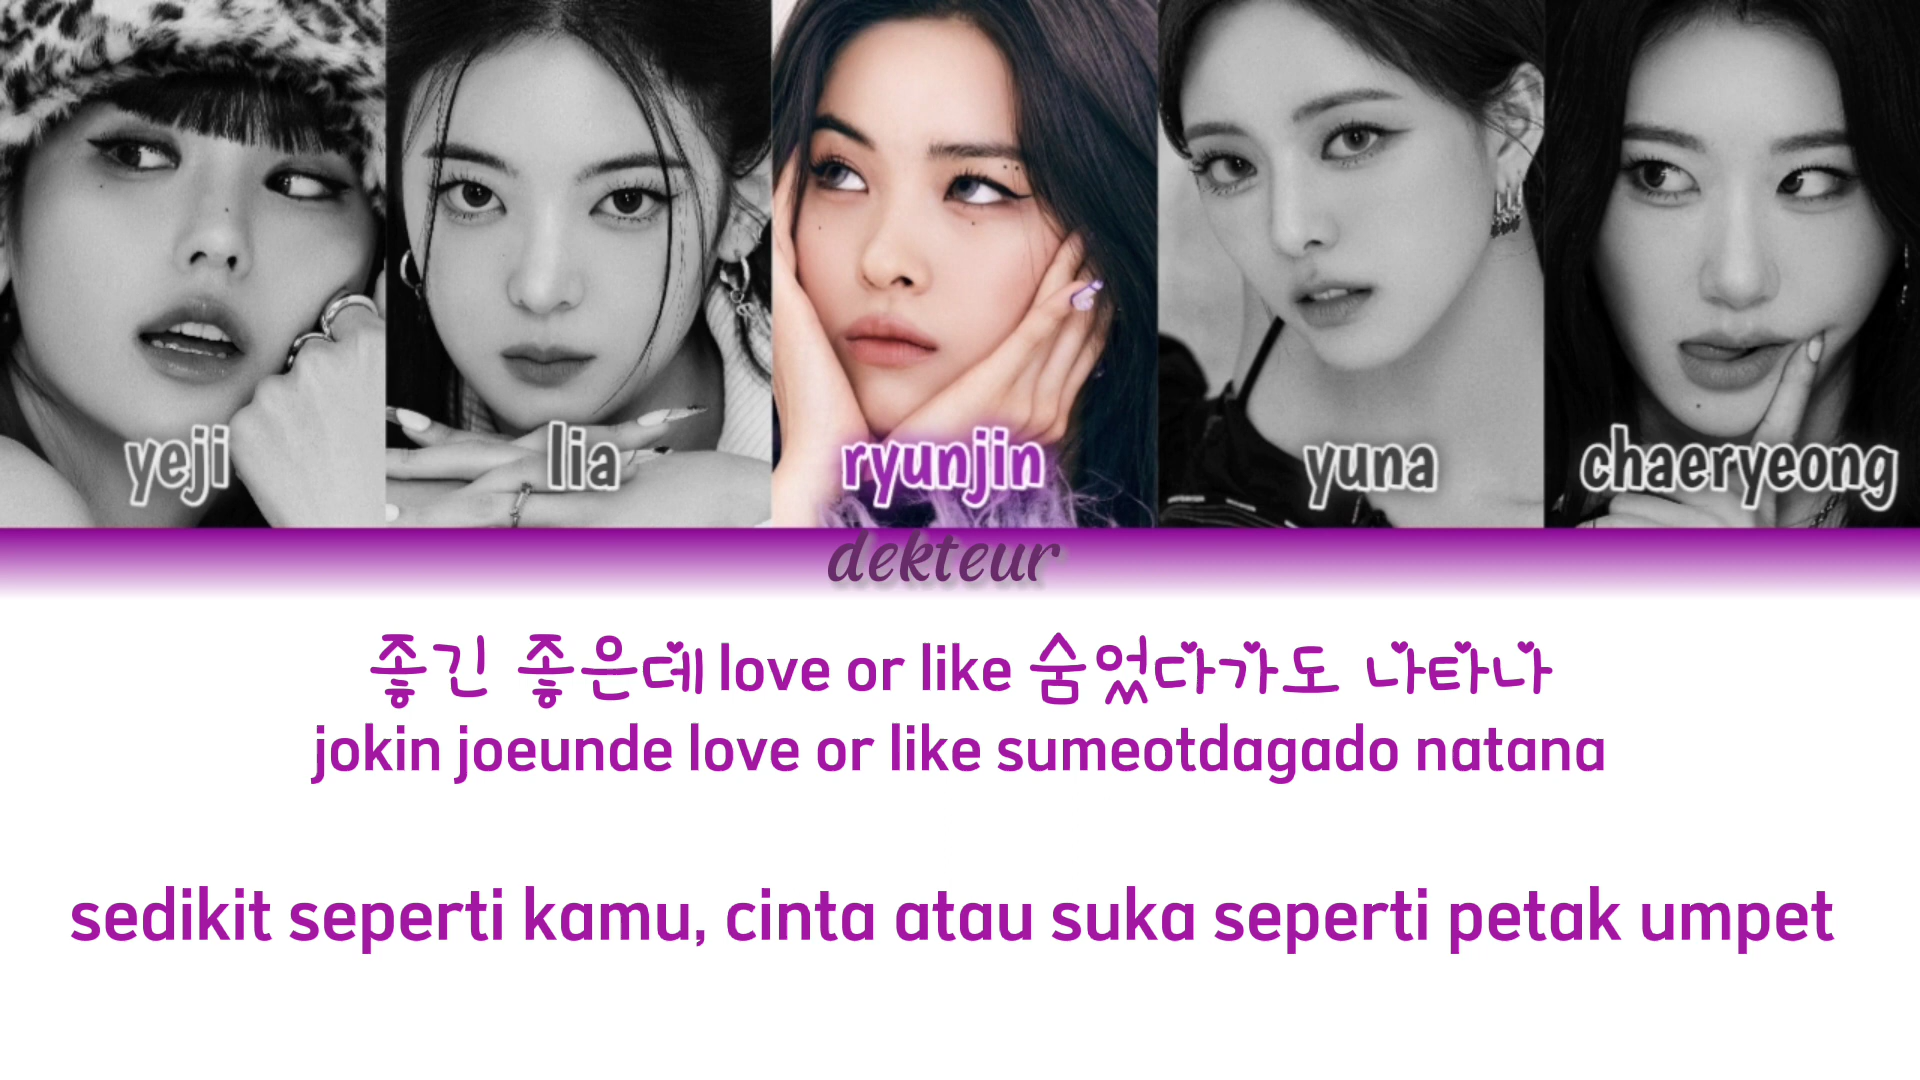 yeji
lia
ryunjin
yuna
chaeryeong
dekteur
좋긴 좋은데 love or like 숨었다가도 나타나
jokin joeunde love or like sumeotdagado natana
sedikit seperti kamu, cinta atau suka seperti petak umpet